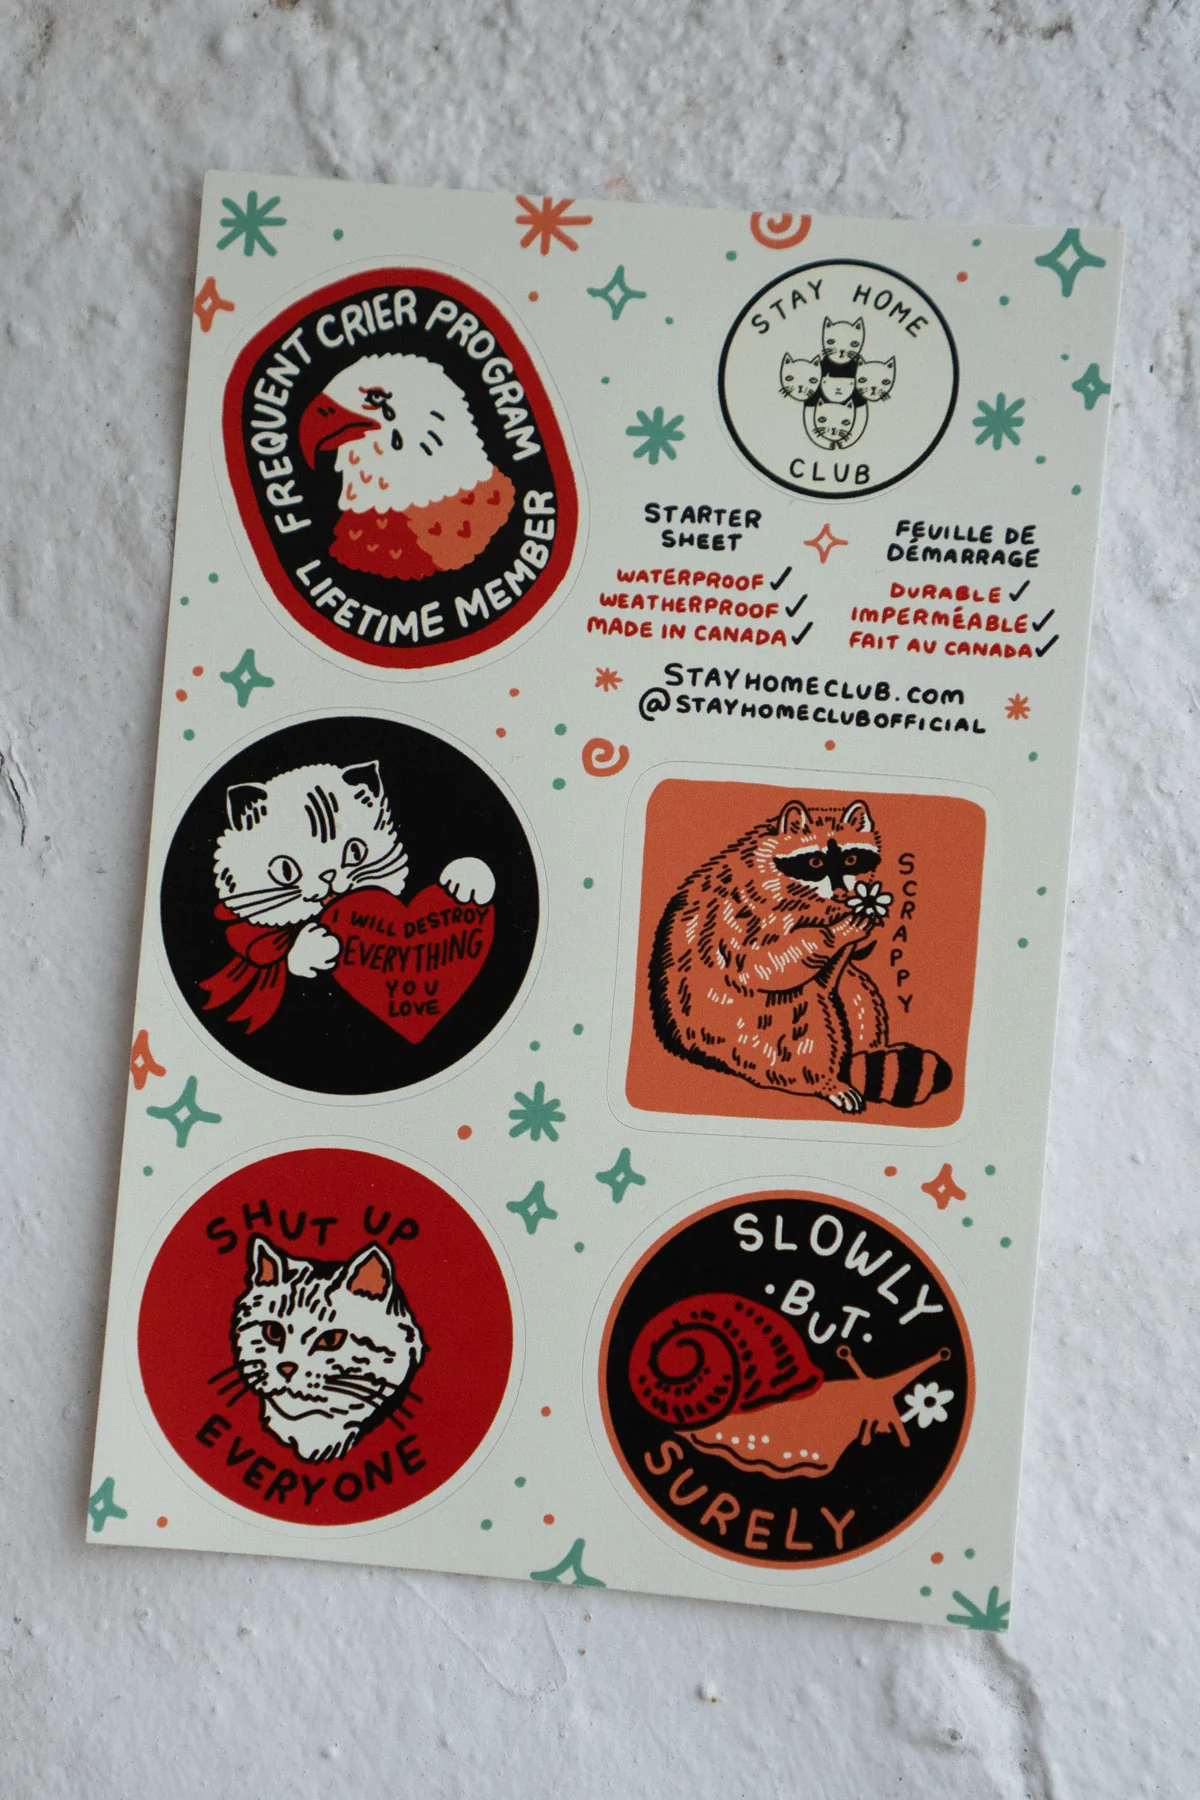 FREQUENT CRIER PROGRAM
LIFETIME MEMBER
STAY HOME
CLUB
STARTER
SHEET
WATERPROOF ✓
WEATHERPROOF ✓
MADE IN CANADA ✓
FEUILLE DE
DÉMARRAGE
DURABLE ✓
IMPERMÉABLE ✓
FAIT AU CANADA ✓
STAYHOMECLUB.COM
@STAYHOMECLUBOFFICIAL
I WILL DESTROY
EVERYTHING
YOU
LOVE
SCRAPPY
SHUT UP
EVERYONE
SLOWLY
·BUT·
SURELY